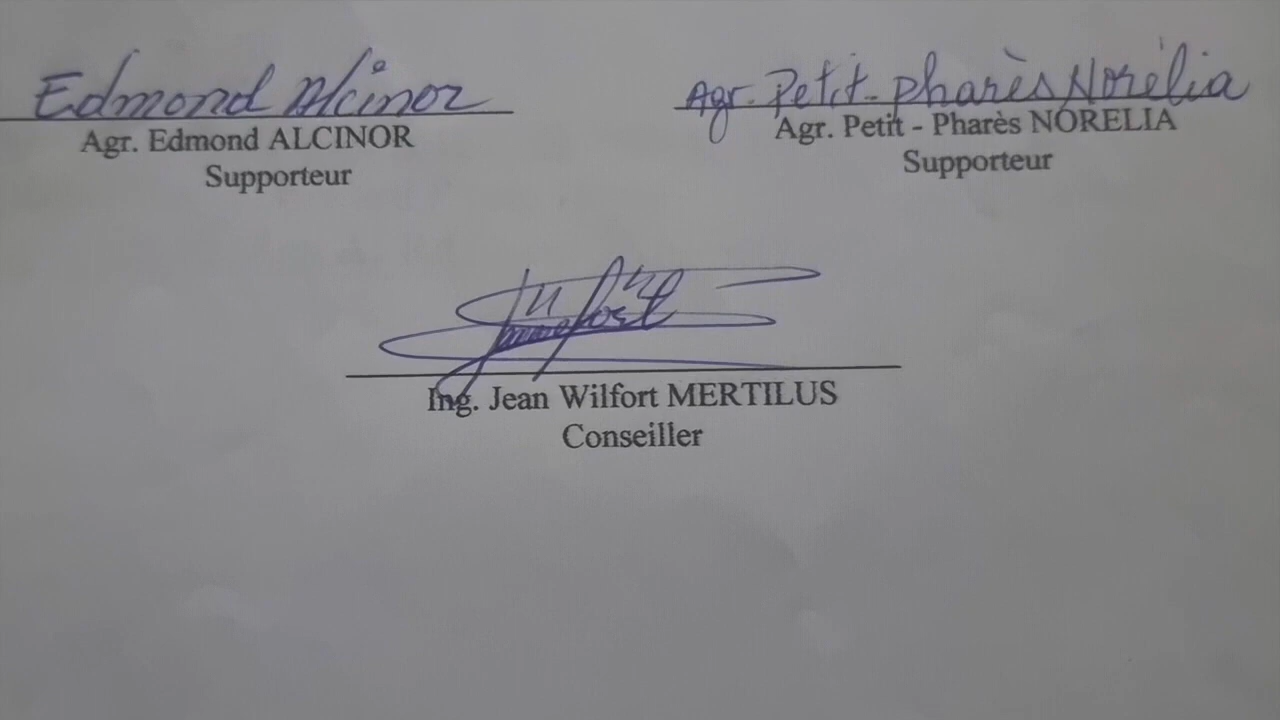 Edmond Alcinor
Agr. Petit-Pharès Norélia
Agr. Edmond ALCINOR
Agr. Petit - Pharès NORELIA
Supporteur
Supporteur
Ing. Jean Wilfort MERTILUS
Conseiller